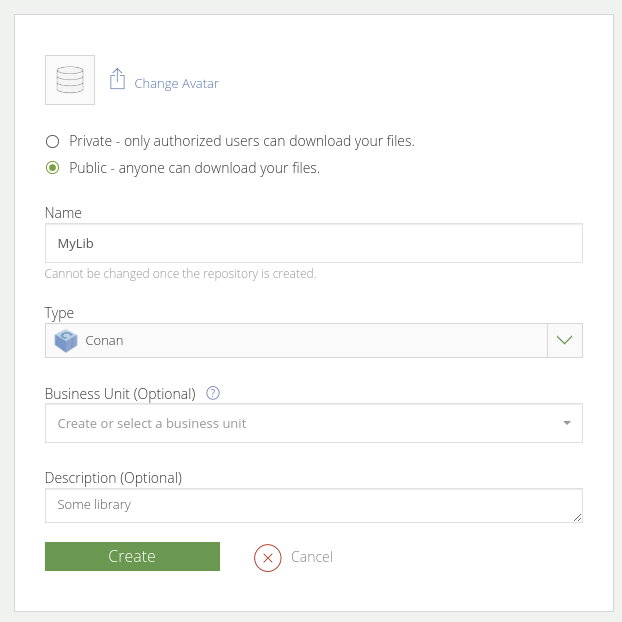 Change Avatar
Private - only authorized users can download your files.
Public - anyone can download your files.
Name
MyLib
Cannot be changed once the repository is created.
Type
Conan
Business Unit (Optional) ?
Create or select a business unit
Description (Optional)
Some library
Create
Cancel